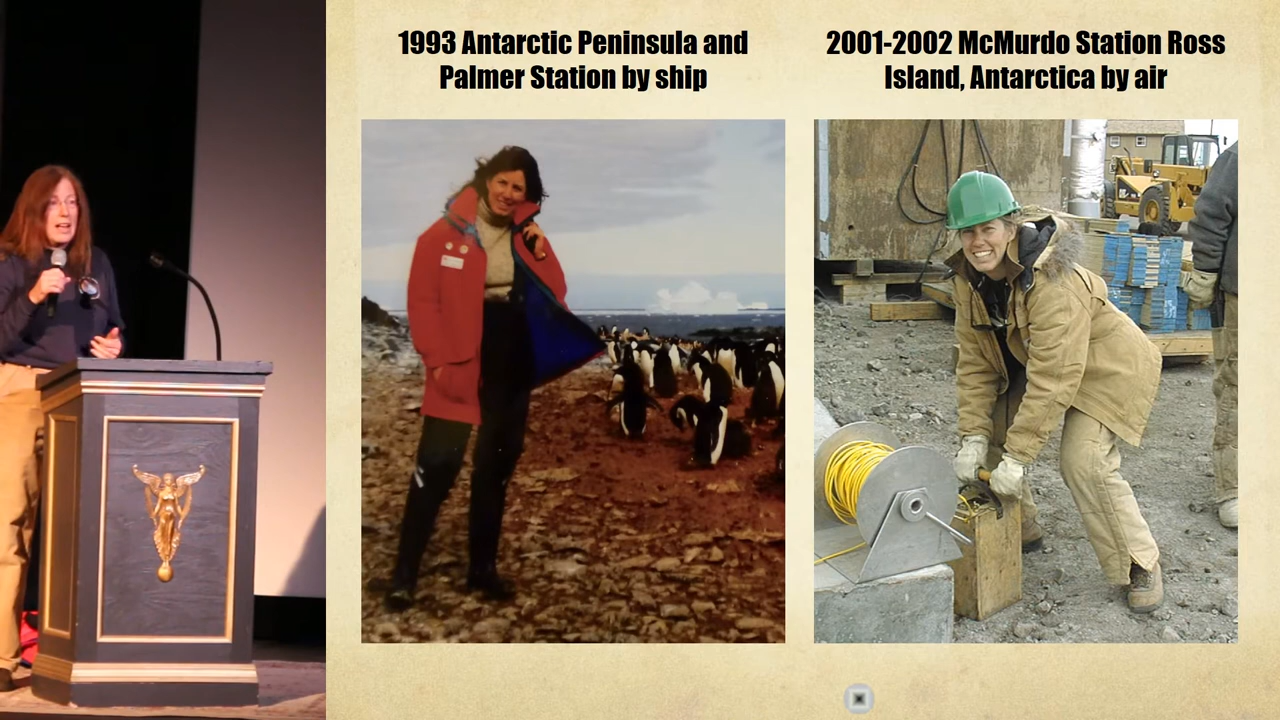 1993 Antarctic Peninsula and
Palmer Station by ship
2001-2002 McMurdo Station Ross
Island, Antarctica by air